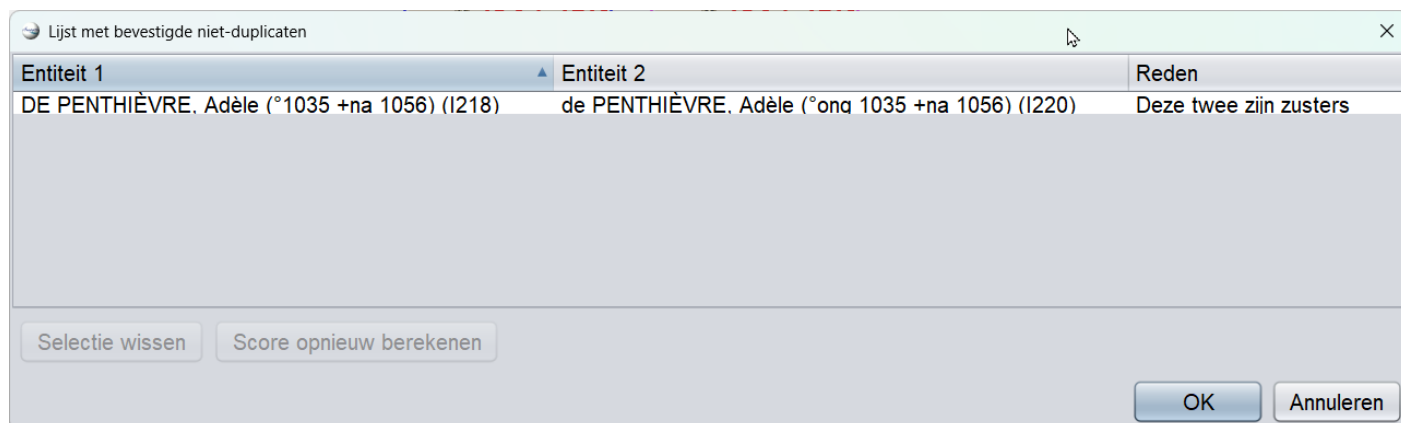 Lijst met bevestigde niet-duplicaten
Entiteit 1 Entiteit 2 Reden
DE PENTHIÈVRE, Adèle (°1035 +na 1056) (I218) de PENTHIÈVRE, Adèle (°ong 1035 +na 1056) (I220) Deze twee zijn zusters
Selectie wissen Score opnieuw berekenen
OK Annuleren